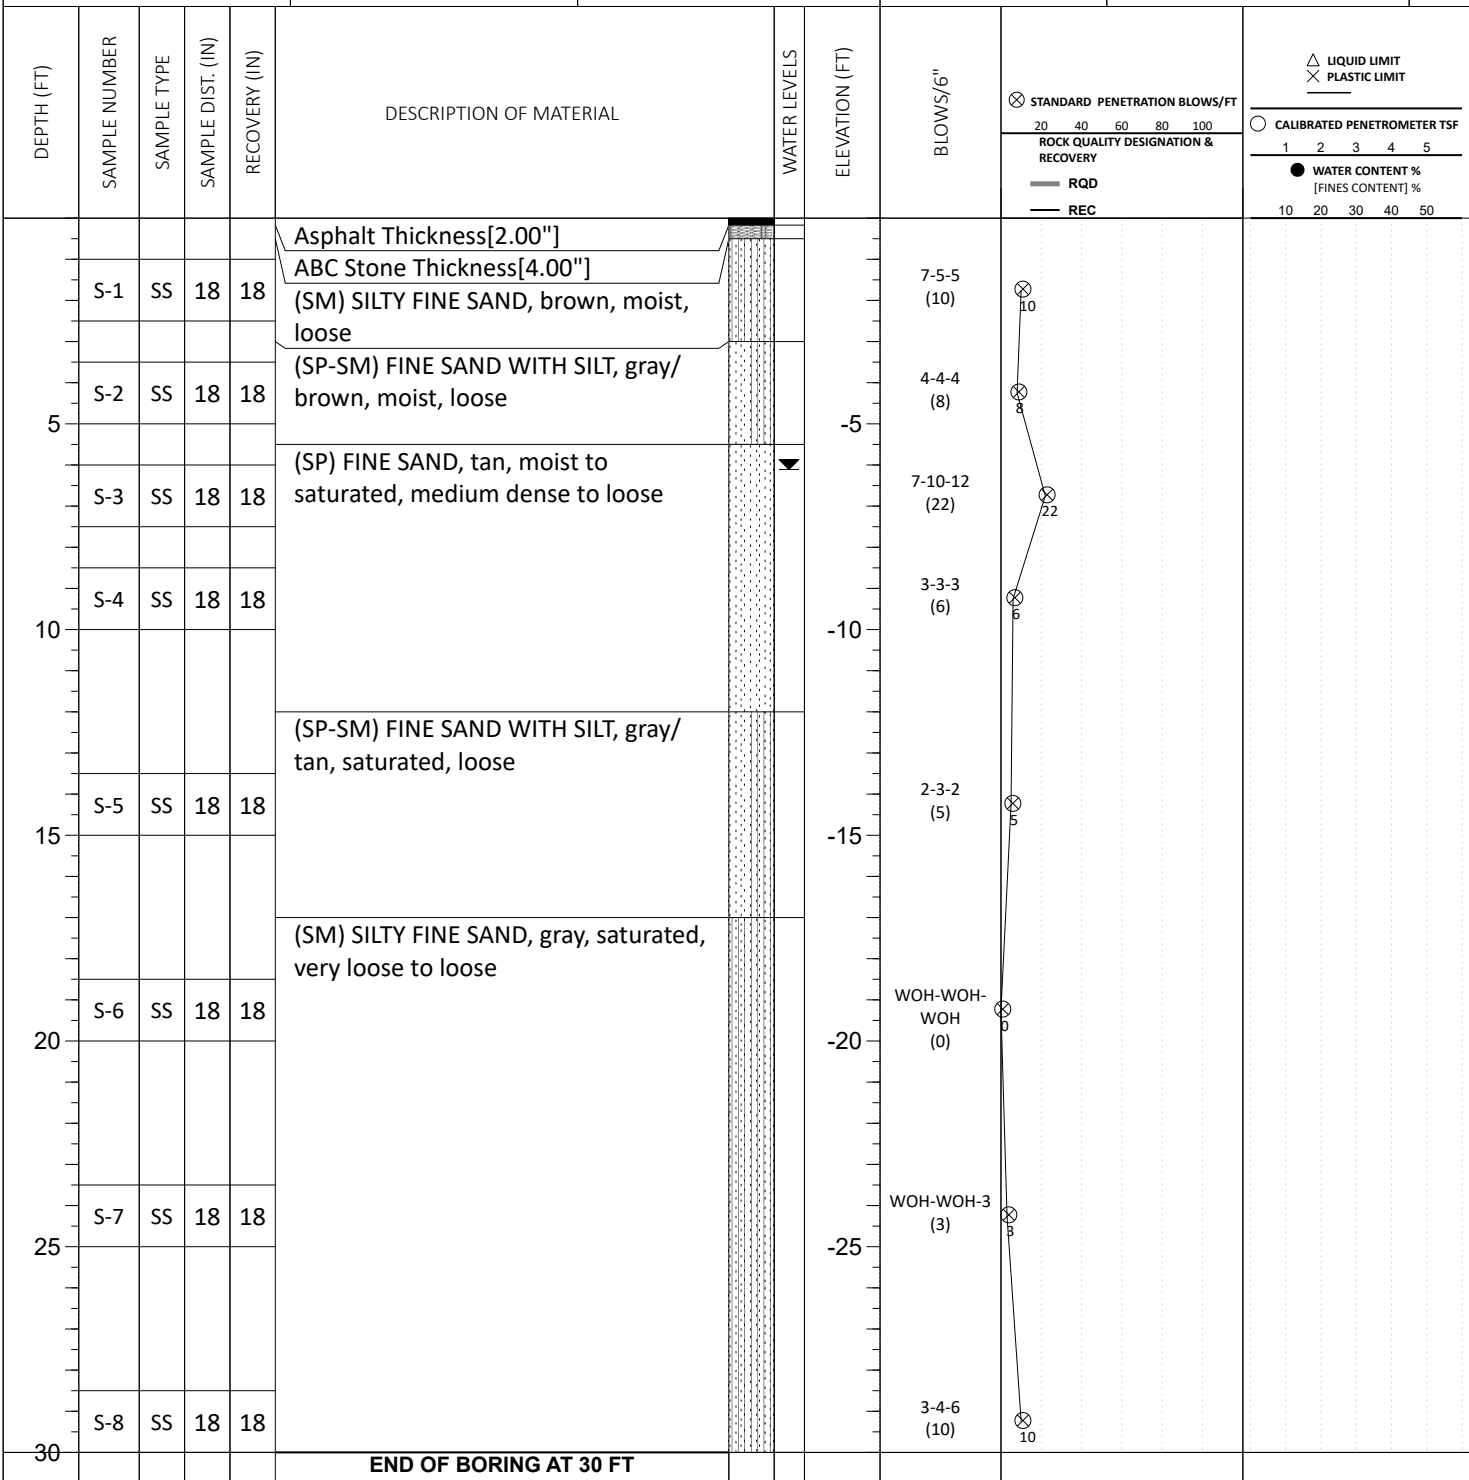 DEPTH (FT)
SAMPLE NUMBER
SAMPLE TYPE
SAMPLE DIST. (IN)
RECOVERY (IN)
DESCRIPTION OF MATERIAL
WATER LEVELS
ELEVATION (FT)
BLOWS/6"
STANDARD PENETRATION BLOWS/FT
20 40 60 80 100
ROCK QUALITY DESIGNATION &
RECOVERY
RQD
REC
LIQUID LIMIT
PLASTIC LIMIT
CALIBRATED PENETROMETER TSF
1 2 3 4 5
WATER CONTENT %
[FINES CONTENT] %
10 20 30 40 50
Asphalt Thickness[2.00"]
ABC Stone Thickness[4.00"]
S-1 SS 18 18
(SM) SILTY FINE SAND, brown, moist,
loose
7-5-5
(10)
10
S-2 SS 18 18
(SP-SM) FINE SAND WITH SILT, gray/
brown, moist, loose
4-4-4
(8)
8
5
-5
(SP) FINE SAND, tan, moist to
saturated, medium dense to loose
S-3 SS 18 18
7-10-12
(22)
22
S-4 SS 18 18
3-3-3
(6)
6
10
-10
(SP-SM) FINE SAND WITH SILT, gray/
tan, saturated, loose
S-5 SS 18 18
2-3-2
(5)
5
15
-15
(SM) SILTY FINE SAND, gray, saturated,
very loose to loose
S-6 SS 18 18
WOH-WOH-
WOH
(0)
0
20
-20
S-7 SS 18 18
WOH-WOH-3
(3)
3
25
-25
S-8 SS 18 18
3-4-6
(10)
10
30
END OF BORING AT 30 FT